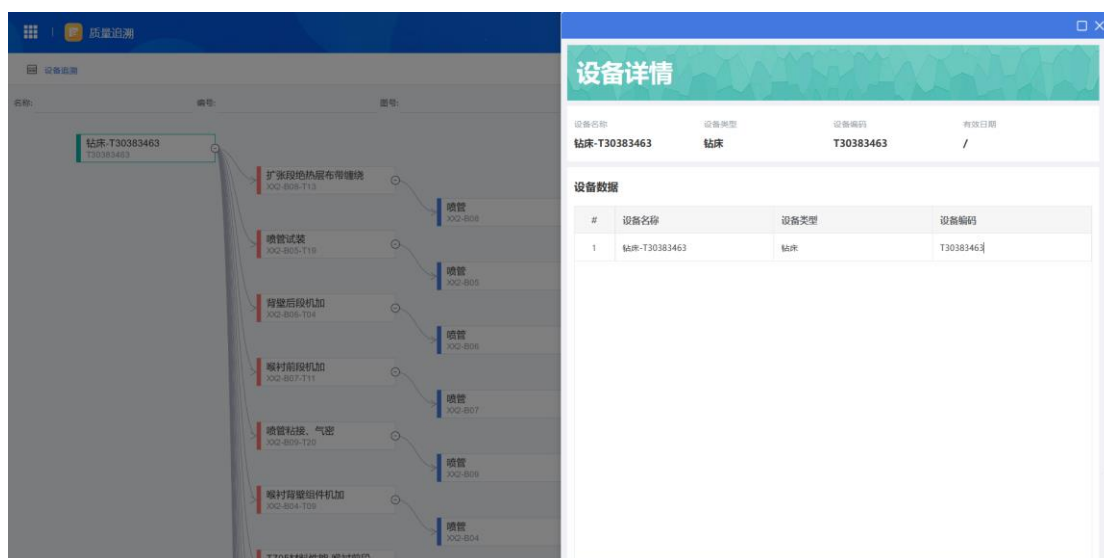 质量追溯
设备追溯
名称:
编号:
图号:
钻床-T30383463
T30383463
扩张段绝热层布带缠绕
XX2-B08-T13
喷管
XX2-B08
喷管试装
XX2-B05-T19
喷管
XX2-B05
背壁后段机加
XX2-B06-T04
喷管
XX2-B06
喉衬前段机加
XX2-B07-T11
喷管
XX2-B07
喷管粘接、气密
XX2-B09-T20
喷管
喉衬背壁组件机加
XX2-B04-T09
喷管
XX2-B04
设备详情
设备名称
设备类型
设备编码
有效日期
钻床-T30383463
钻床
T30383463
/
设备数据
# 设备名称 设备类型 设备编码
1 钻床-T30383463 钻床 T30383463